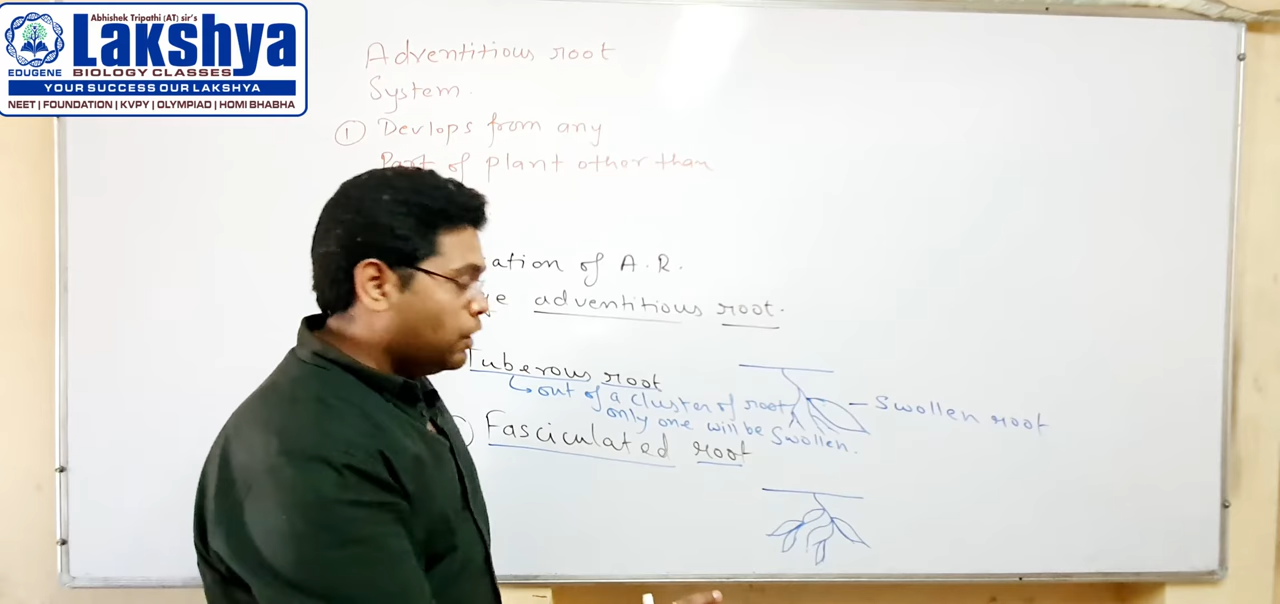 Abhishek Tripathi (AT) sir's
Lakshya
EDUGENE BIOLOGY CLASSES
YOUR SUCCESS OUR LAKSHYA
NEET | FOUNDATION | KVPY | OLYMPIAD | HOMI BHABHA
Adventitious root
System.
① Devlops from any
Part of plant other than
ation of A.R.
adventitious root.
Tuberous root
↳ out of a cluster of root,
only one will be Swollen.
Swollen root
Fasciculated root